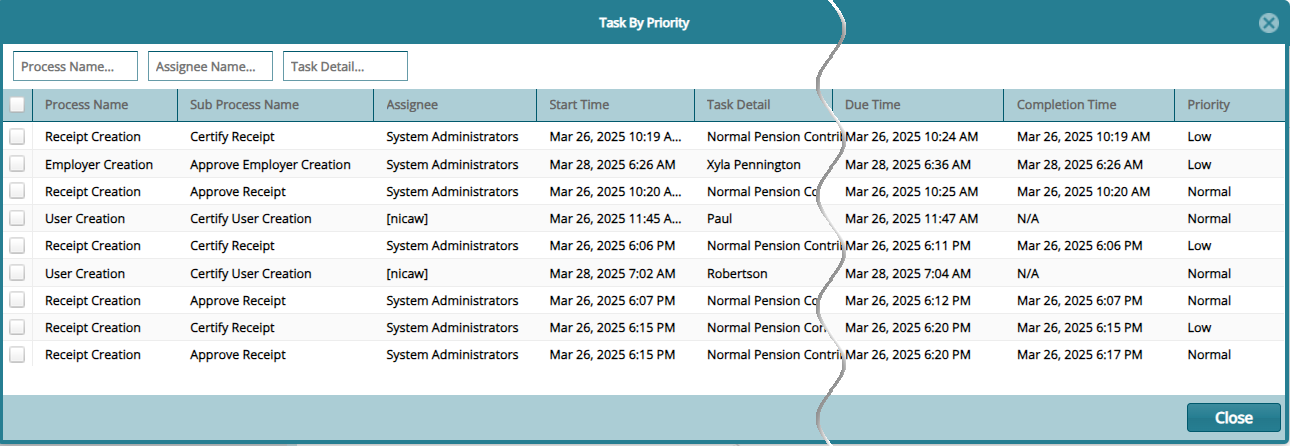 Task By Priority
Process Name... Assignee Name... Task Detail...
Process Name Sub Process Name Assignee Start Time Task Detail Due Time Completion Time Priority
Receipt Creation Certify Receipt System Administrators Mar 26, 2025 10:19 A... Normal Pension Contri Mar 26, 2025 10:24 AM Mar 26, 2025 10:19 AM Low
Employer Creation Approve Employer Creation System Administrators Mar 28, 2025 6:26 AM Xyla Pennington Mar 28, 2025 6:36 AM Mar 28, 2025 6:26 AM Low
Receipt Creation Approve Receipt System Administrators Mar 26, 2025 10:20 A... Normal Pension Co Mar 26, 2025 10:25 AM Mar 26, 2025 10:20 AM Normal
User Creation Certify User Creation [nicaw] Mar 26, 2025 11:45 A... Paul Mar 26, 2025 11:47 AM N/A Normal
Receipt Creation Certify Receipt System Administrators Mar 26, 2025 6:06 PM Normal Pension Contri Mar 26, 2025 6:11 PM Mar 26, 2025 6:06 PM Low
User Creation Certify User Creation [nicaw] Mar 28, 2025 7:02 AM Robertson Mar 28, 2025 7:04 AM N/A Normal
Receipt Creation Approve Receipt System Administrators Mar 26, 2025 6:07 PM Normal Pension Co Mar 26, 2025 6:12 PM Mar 26, 2025 6:07 PM Normal
Receipt Creation Certify Receipt System Administrators Mar 26, 2025 6:15 PM Normal Pension Con Mar 26, 2025 6:20 PM Mar 26, 2025 6:15 PM Low
Receipt Creation Approve Receipt System Administrators Mar 26, 2025 6:15 PM Normal Pension Contri Mar 26, 2025 6:20 PM Mar 26, 2025 6:17 PM Normal
Close